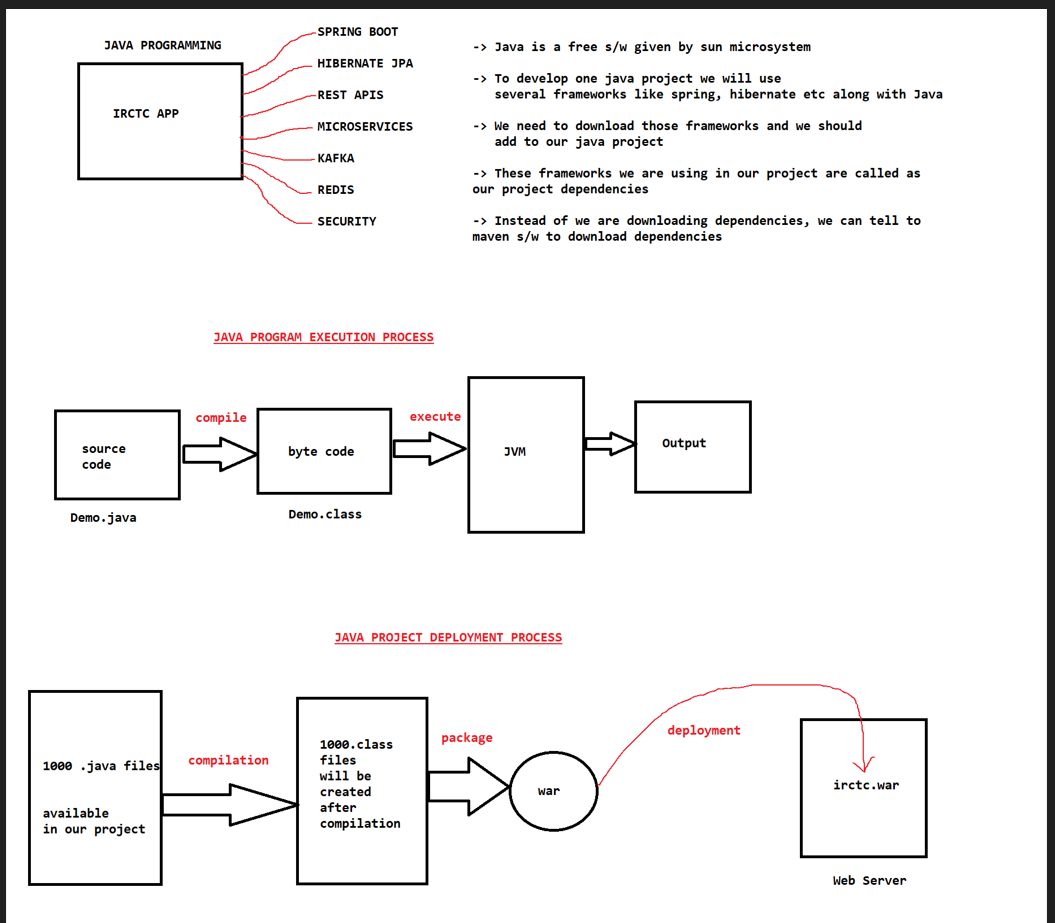 JAVA PROGRAMMING
IRCTC APP
SPRING BOOT
HIBERNATE JPA
REST APIS
MICROSERVICES
KAFKA
REDIS
SECURITY
-> Java is a free s/w given by sun microsystem
-> To develop one java project we will use
several frameworks like spring, hibernate etc along with Java
-> We need to download those frameworks and we should
add to our java project
-> These frameworks we are using in our project are called as
our project dependencies
-> Instead of we are downloading dependencies, we can tell to
maven s/w to download dependencies
JAVA PROGRAM EXECUTION PROCESS
source
code
Demo.java
compile
byte code
Demo.class
execute
JVM
Output
JAVA PROJECT DEPLOYMENT PROCESS
1000 .java files
available
in our project
compilation
1000.class
files
will be
created
after
compilation
package
war
deployment
irctc.war
Web Server